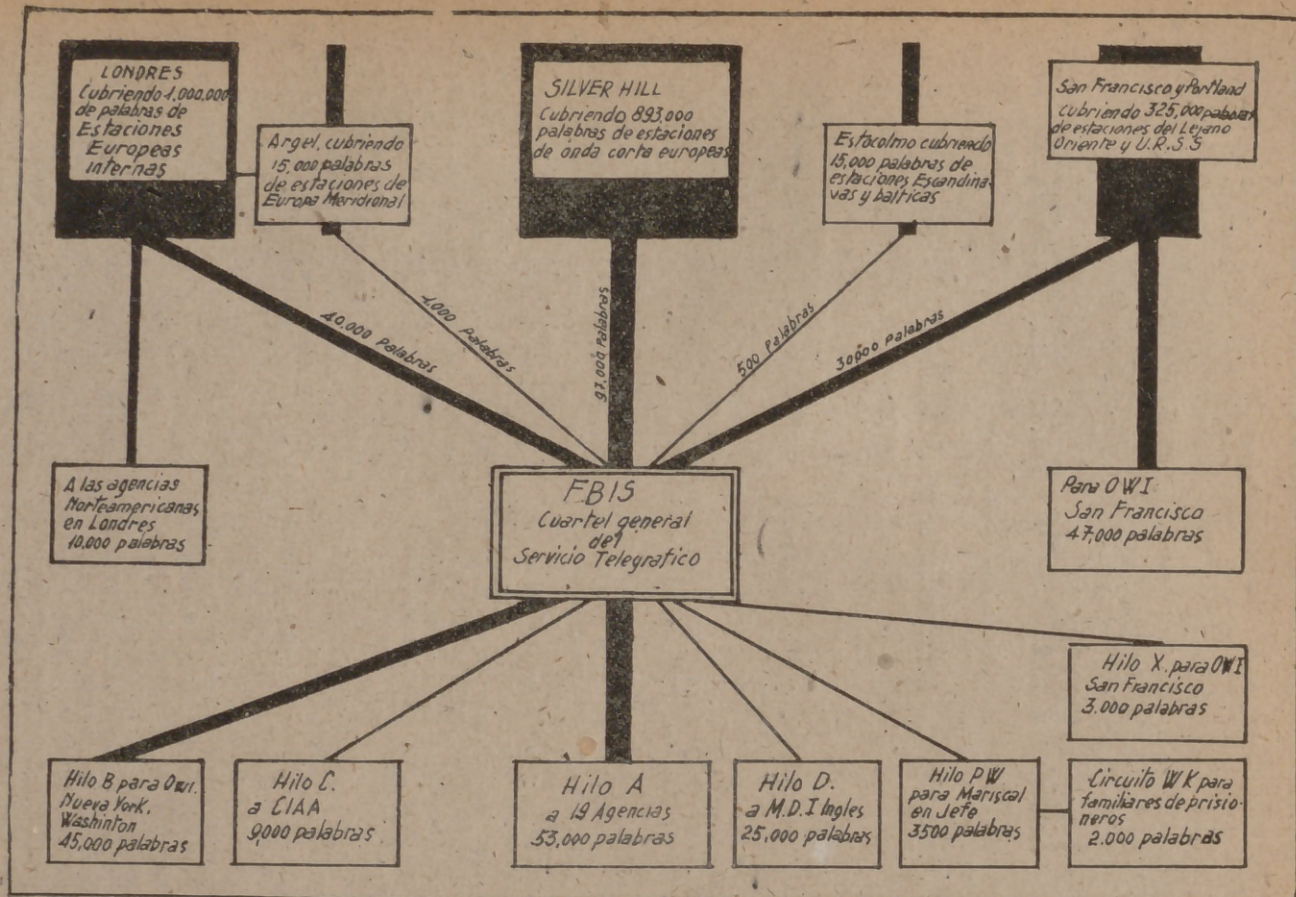 LONDRES
Cubriendo 1,000,000
de palabras de
Estaciones
Europeas
internas
Argel, cubriendo
15,000 palabras
de estaciones de
Europa Meridional
SILVER HILL
Cubriendo 893,000
palabras de estaciones
de onda corta europeas
Estocolmo cubriendo
15,000 palabras de
estaciones Escandina-
vas y balticas
San Francisco y Portland
cubriendo 325,000 palabras
de estaciones del Lejano
Oriente y U.R.S.S
40,000 palabras
1,000 palabras
97,000 palabras
500 palabras
30,000 palabras
A las agencias
Norteamericanas
en Londres
10,000 palabras
FBIS
Cuartel general
del
Servicio Telegrafico
Para OWI
San Francisco
47,000 palabras
Hilo X. para OWI
San Francisco
3.000 palabras
Hilo B para OWI.
Nueva York,
Washinton
45,000 palabras
Hilo C.
a CIAA
9,000 palabras
Hilo A
a 19 Agencias
53,000 palabras
Hilo D.
a M.D.I Ingles
25,000 palabras
Hilo PW
para Mariscal
en Jefe
3500 palabras
Circuito WK para
familiares de prisio-
neros
2.000 palabras